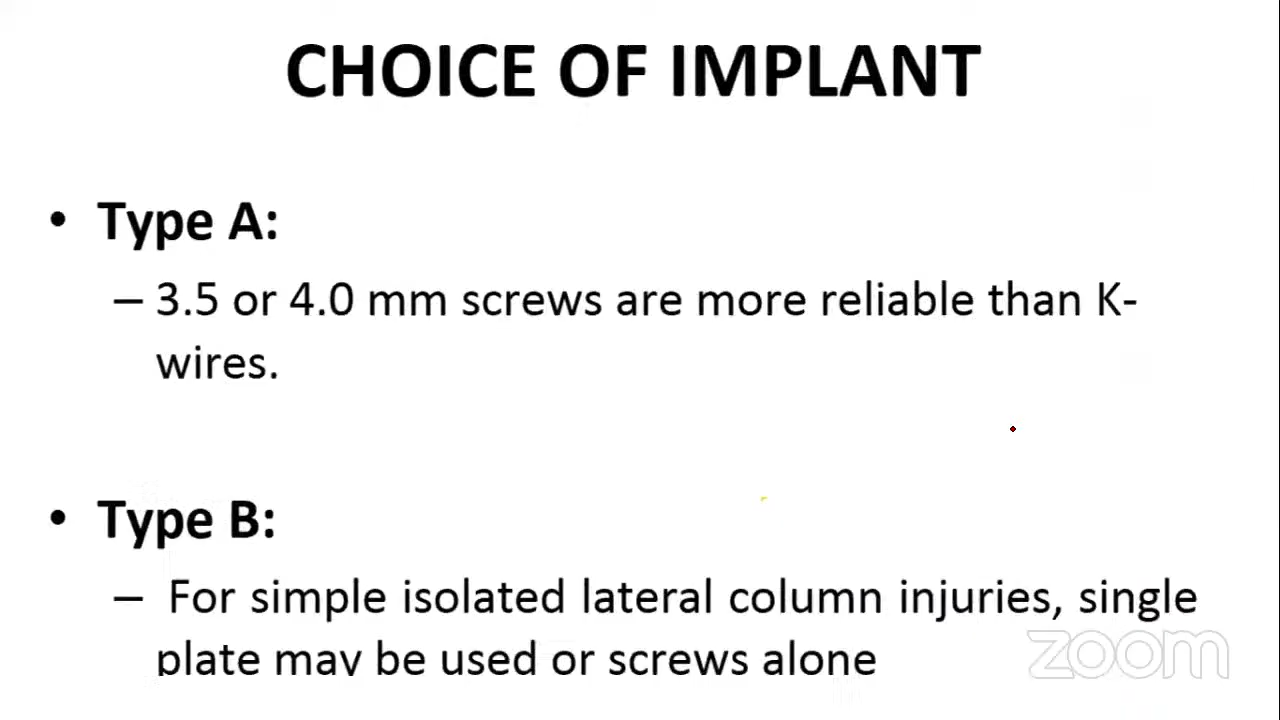 CHOICE OF IMPLANT
• Type A:
– 3.5 or 4.0 mm screws are more reliable than K-
wires.
• Type B:
– For simple isolated lateral column injuries, single
plate may be used or screws alone
zoom